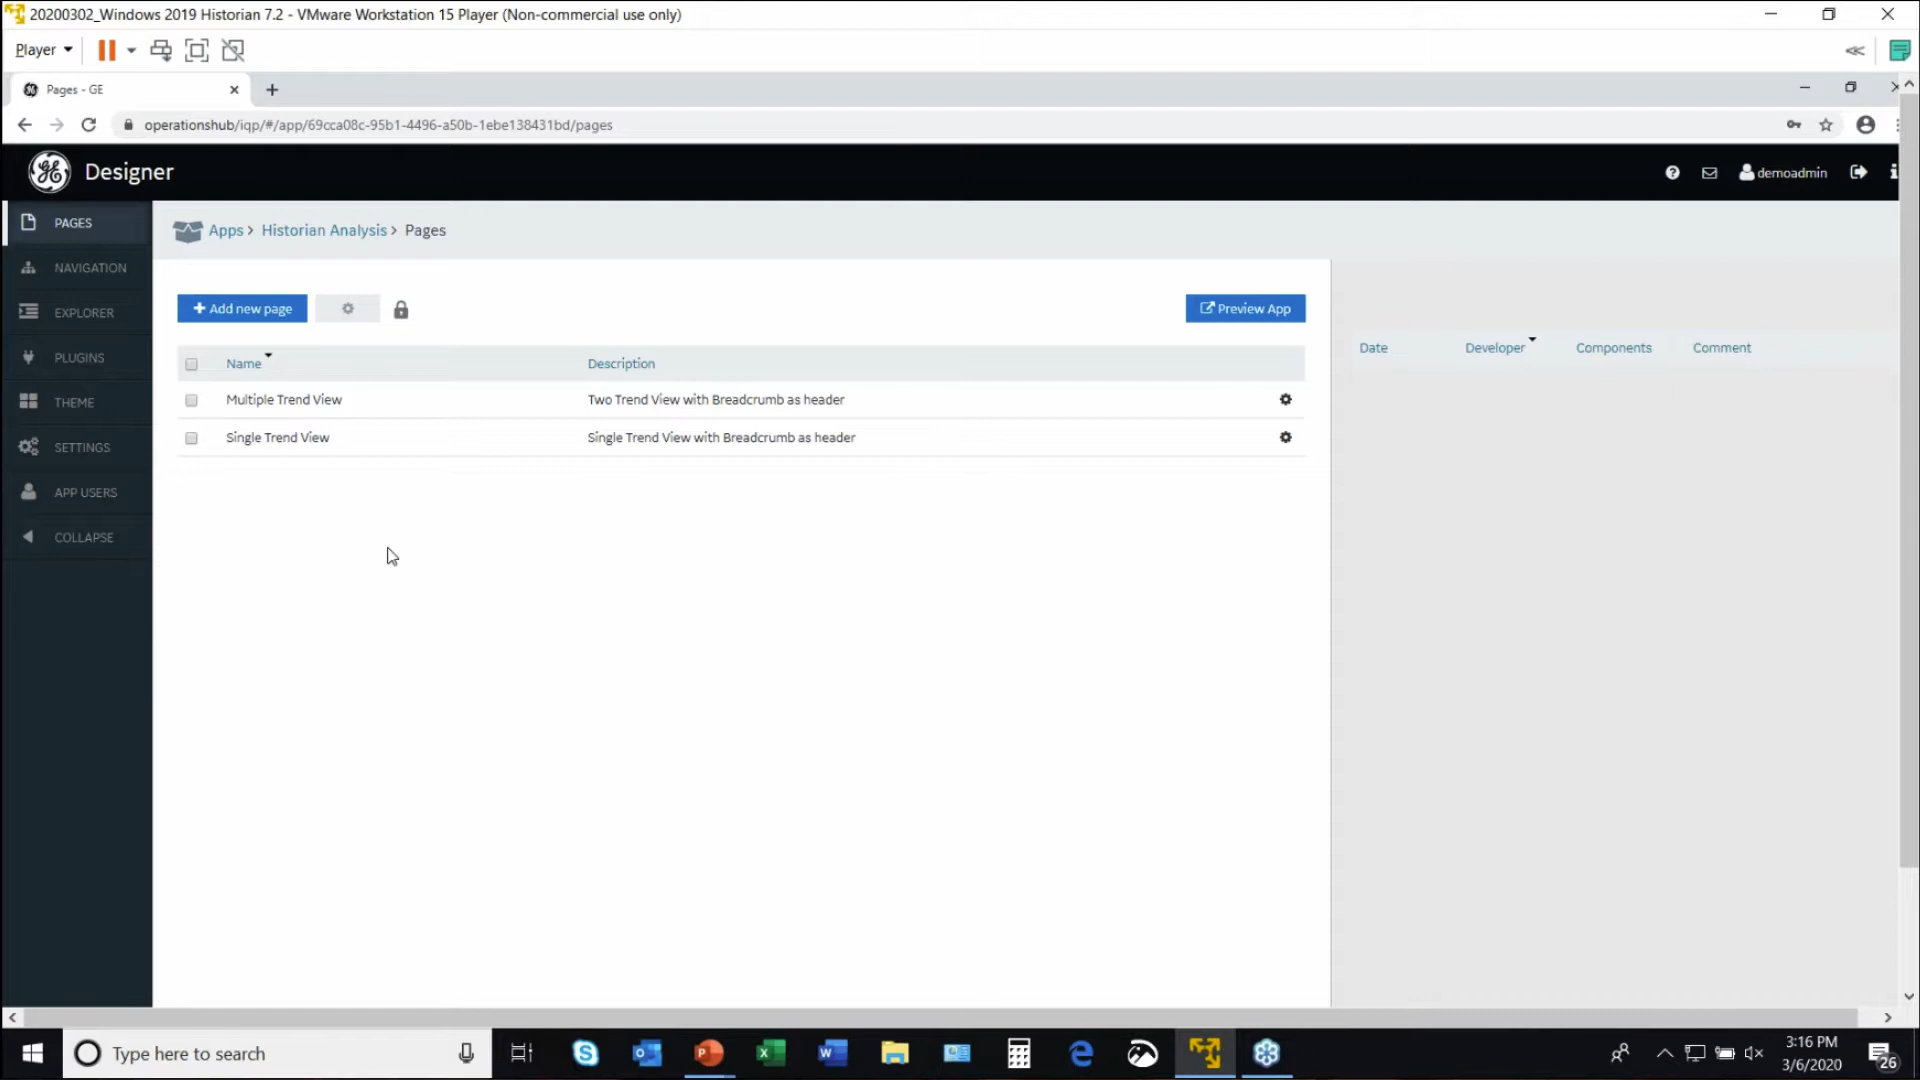 20200302_Windows 2019 Historian 7.2 - VMware Workstation 15 Player (Non-commercial use only)
Player
Pages - GE
operationshub/iqp/#/app/69cca08c-95b1-4496-a50b-1ebe138431bd/pages
Designer
demoadmin
PAGES
NAVIGATION
EXPLORER
PLUGINS
THEME
SETTINGS
APP USERS
COLLAPSE
Apps > Historian Analysis > Pages
+ Add new page
Preview App
Name Description
Multiple Trend View Two Trend View with Breadcrumb as header
Single Trend View Single Trend View with Breadcrumb as header
Date Developer Components Comment
Type here to search
3:16 PM
3/6/2020
26